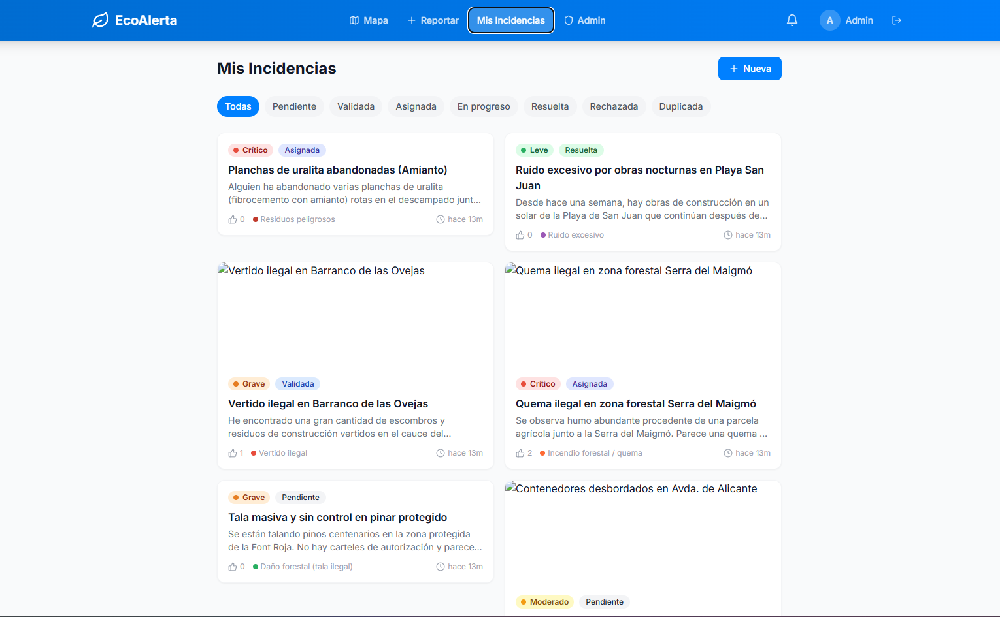 EcoAlerta
Mapa
Reportar
Mis Incidencias
Admin
A
Admin
Mis Incidencias
Nueva
Todas
Pendiente
Validada
Asignada
En progreso
Resuelta
Rechazada
Duplicada
Crítico
Asignada
Planchas de uralita abandonadas (Amianto)
Alguien ha abandonado varias planchas de uralita
(fibrocemento con amianto) rotas en el descampado junt...
0
Residuos peligrosos
hace 13m
Leve
Resuelta
Ruido excesivo por obras nocturnas en Playa San
Juan
Desde hace una semana, hay obras de construcción en un
solar de la Playa de San Juan que continúan después de...
0
Ruido excesivo
hace 13m
Vertido ilegal en Barranco de las Ovejas
Grave
Validada
Vertido ilegal en Barranco de las Ovejas
He encontrado una gran cantidad de escombros y
residuos de construcción vertidos en el cauce del...
1
Vertido ilegal
hace 13m
Quema ilegal en zona forestal Serra del Maigmó
Crítico
Asignada
Quema ilegal en zona forestal Serra del Maigmó
Se observa humo abundante procedente de una parcela
agrícola junto a la Serra del Maigmó. Parece una quema ...
2
Incendio forestal / quema
hace 13m
Grave
Pendiente
Tala masiva y sin control en pinar protegido
Se están talando pinos centenarios en la zona protegida
de la Font Roja. No hay carteles de autorización y parece...
0
Daño forestal (tala ilegal)
hace 13m
Contenedores desbordados en Avda. de Alicante
Moderado
Pendiente